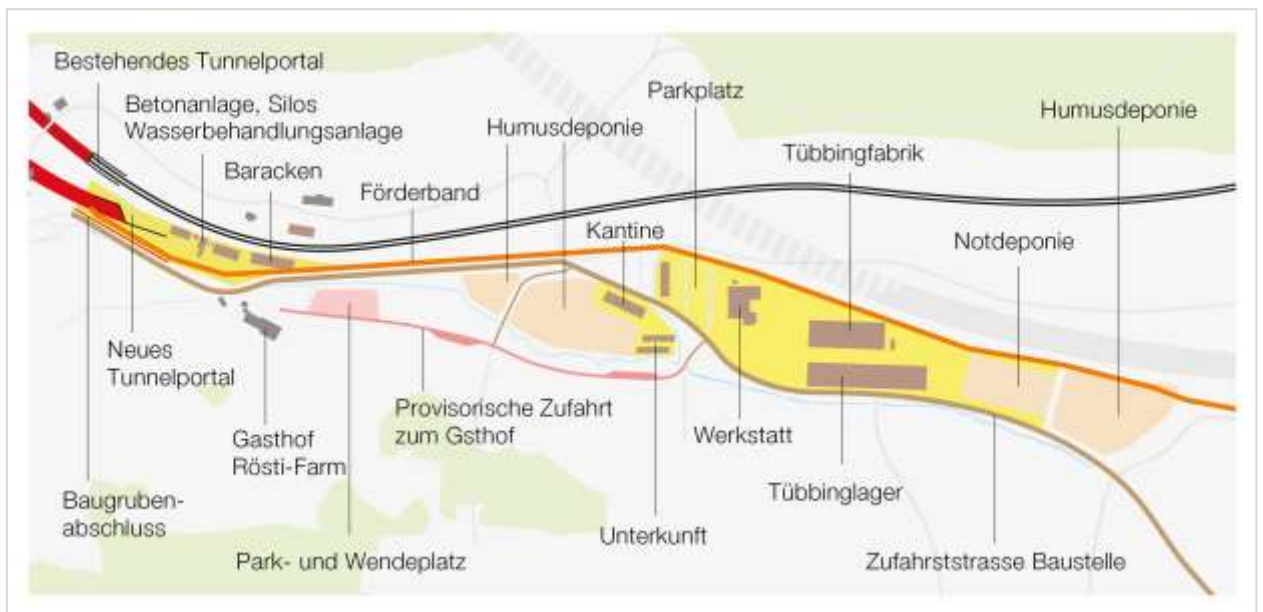 Bestehendes Tunnelportal
Betonanlage, Silos
Wasserbehandlungsanlage
Baracken
Förderband
Humusdeponie
Parkplatz
Humusdeponie
Tübbingfabrik
Kantine
Notdeponie
Neues
Tunnelportal
Gasthof
Rösti-Farm
Provisorische Zufahrt
zum Gsthof
Werkstatt
Baugruben-
abschluss
Park- und Wendeplatz
Unterkunft
Tübbinglager
Zufahrststrasse Baustelle